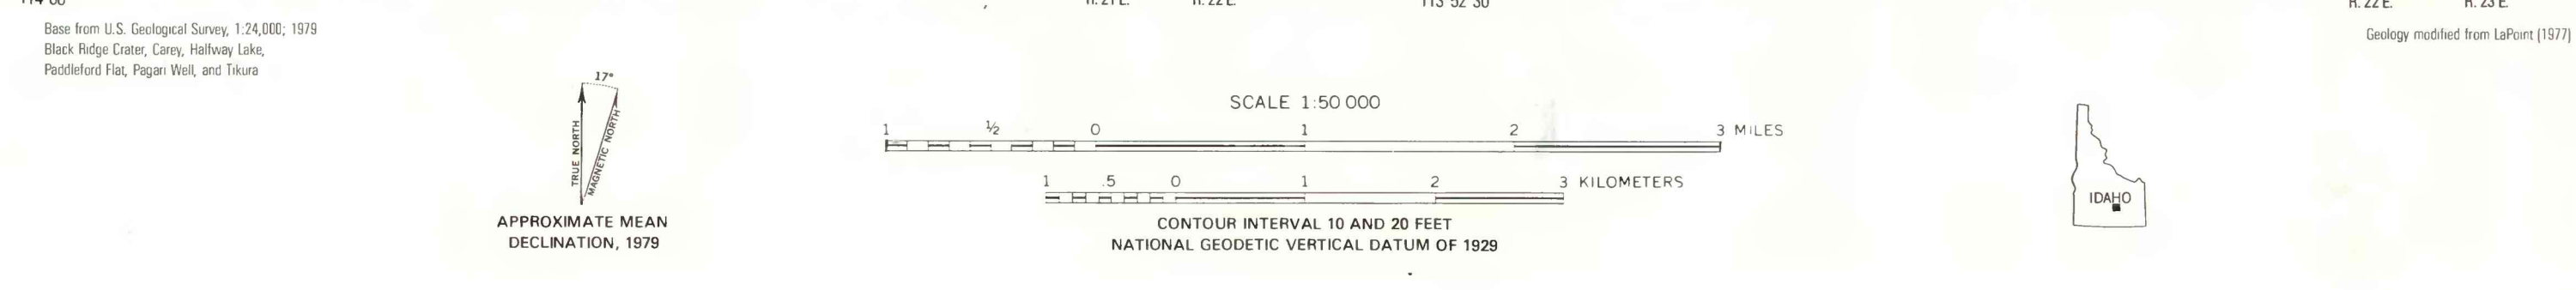 Base from U.S. Geological Survey, 1:24,000; 1979
Black Ridge Crater, Carey, Halfway Lake,
Paddleford Flat, Pagari Well, and Tikura
Geology modified from LaPoint (1977)
17°
TRUE NORTH
MAGNETIC NORTH
APPROXIMATE MEAN
DECLINATION, 1979
SCALE 1:50 000
1 ½ 0 1 2 3 MILES
1 .5 0 1 2 3 KILOMETERS
CONTOUR INTERVAL 10 AND 20 FEET
NATIONAL GEODETIC VERTICAL DATUM OF 1929
IDAHO